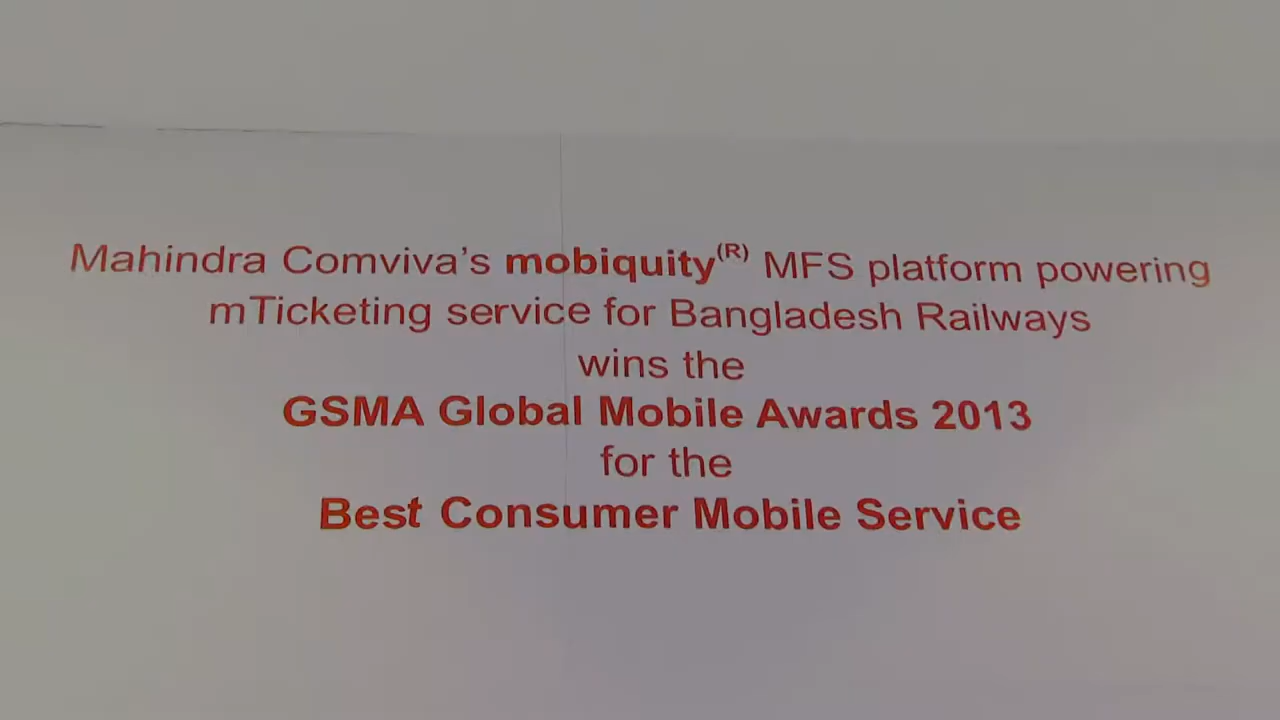 Mahindra Comviva's mobiquity(R) MFS platform powering
mTicketing service for Bangladesh Railways
wins the
GSMA Global Mobile Awards 2013
for the
Best Consumer Mobile Service